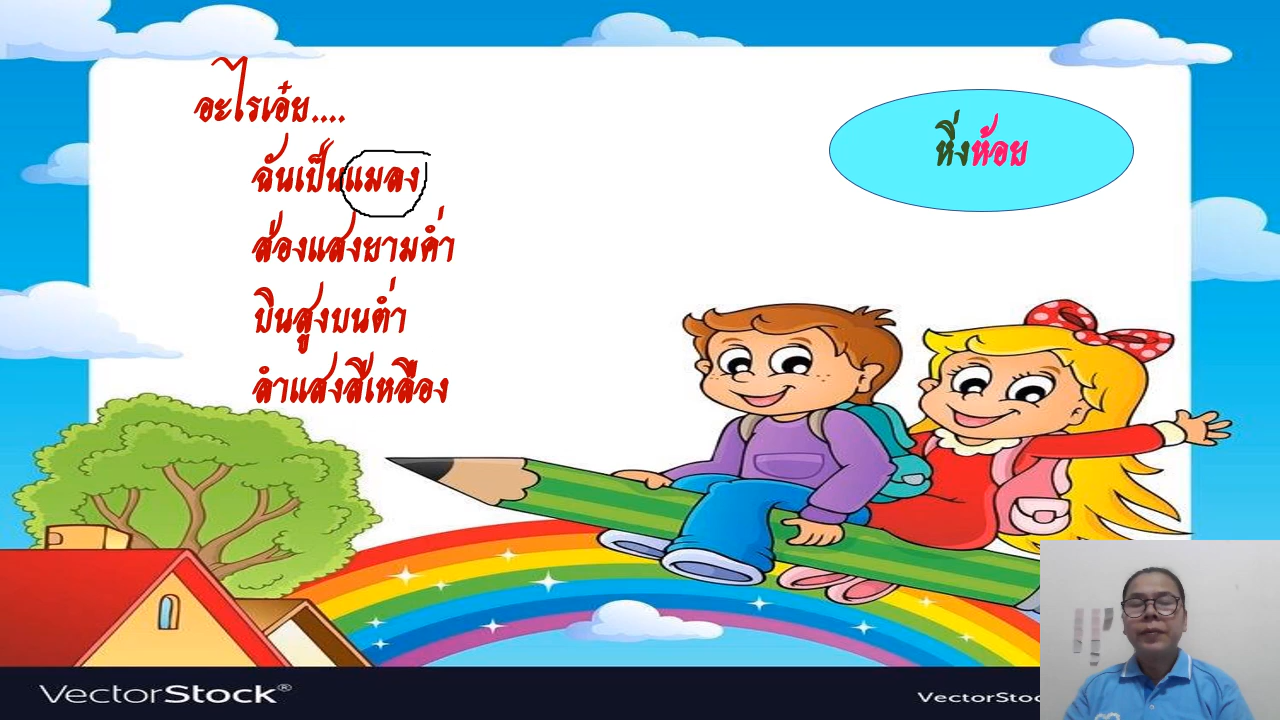 อะไรเอ่ย....
ฉันเป็นแมลง
ส่องแสงยามค่ำ
บินสูงบนต่ำ
ลำแสงสีเหลือง
หิ่งห้อย
VectorStock®
VectorStoc